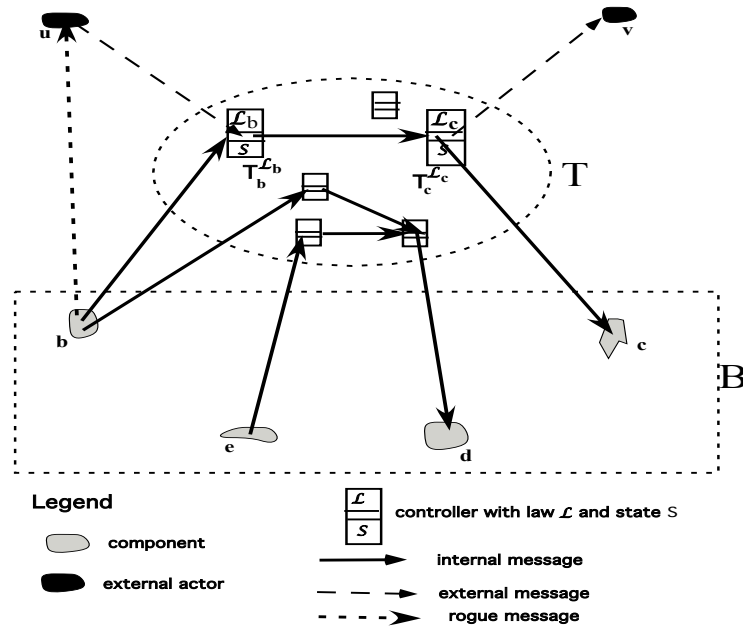 u
v
ℒb
S
Tbℒb
ℒc
S
Tcℒc
T
b
c
B
e
d
Legend
component
external actor
ℒ
S
controller with law ℒ and state S
internal message
external message
rogue message